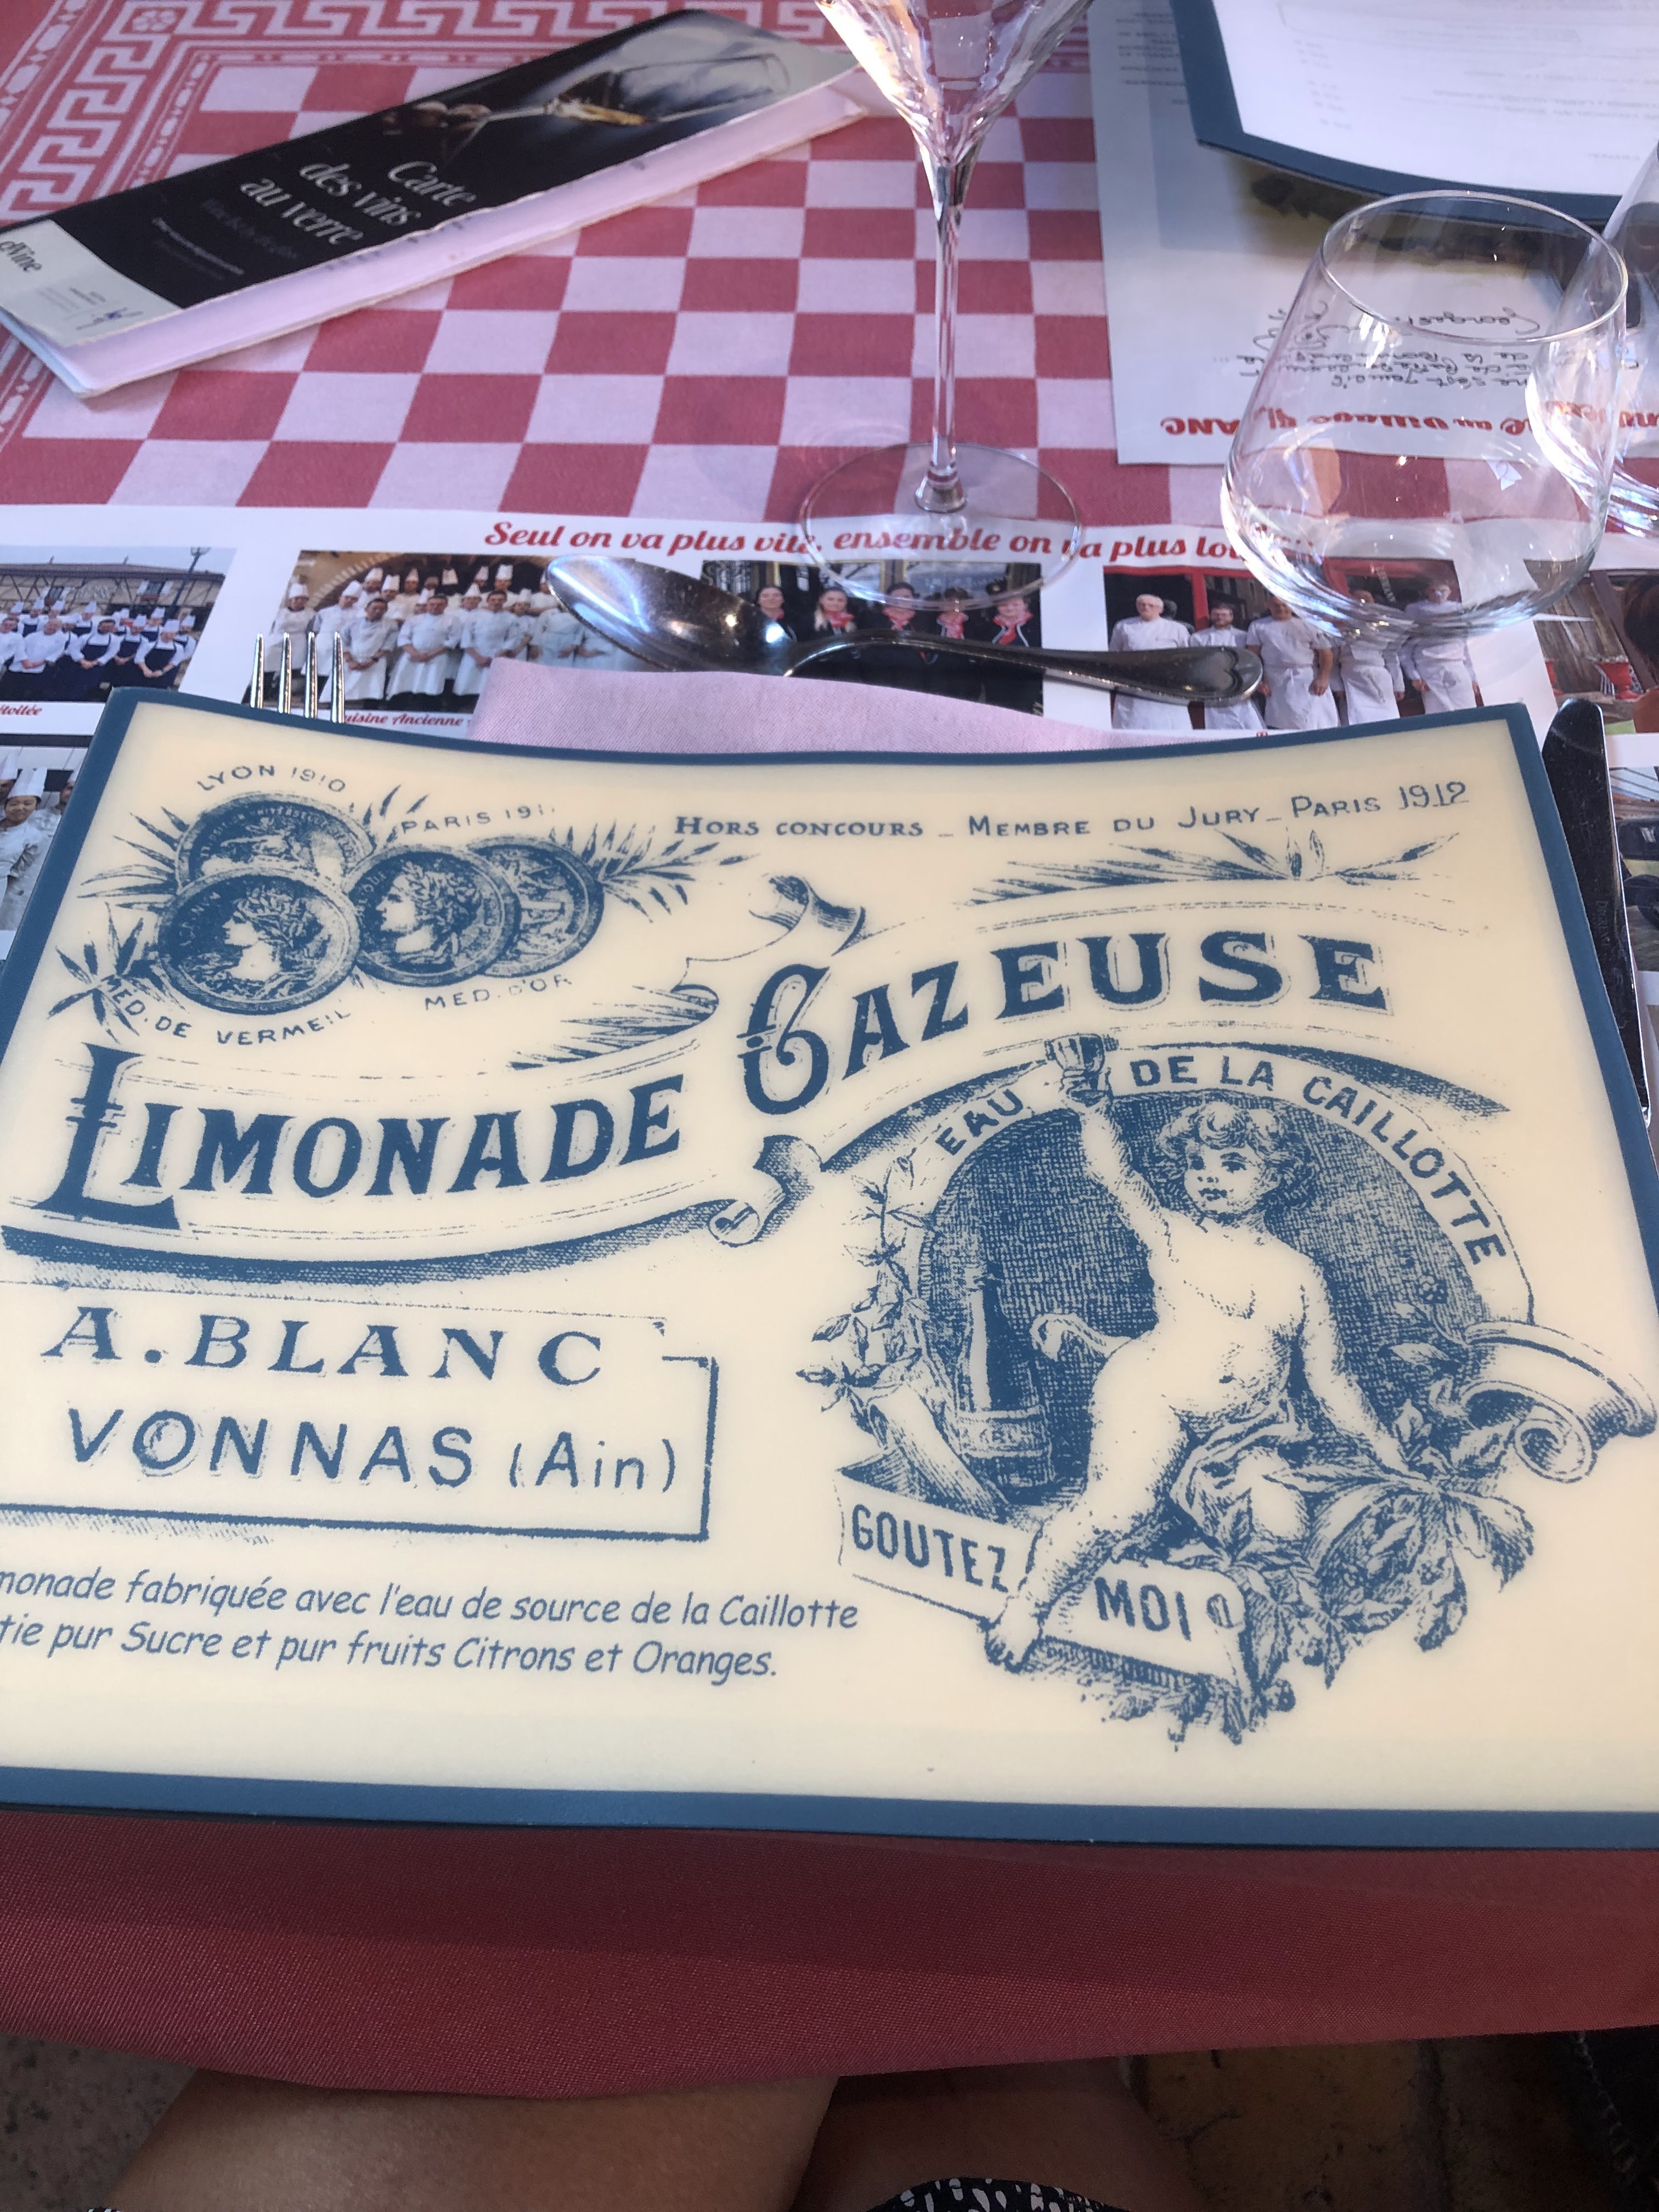 Carte
des vins
au verre
Seul on va plus vite, ensemble on va plus loin
étoilée
Cuisine Ancienne
LYON 1910
PARIS 191
HORS CONCOURS _ MEMBRE DU JURY _ PARIS 1912
MED. DE VERMEIL
MED. D'OR
LIMONADE GAZEUSE
EAU DE LA CAILLOTTE
A. BLANC
VONNAS (Ain)
GOUTEZ MOI
monade fabriquée avec l'eau de source de la Caillotte
tie pur Sucre et pur fruits Citrons et Oranges.